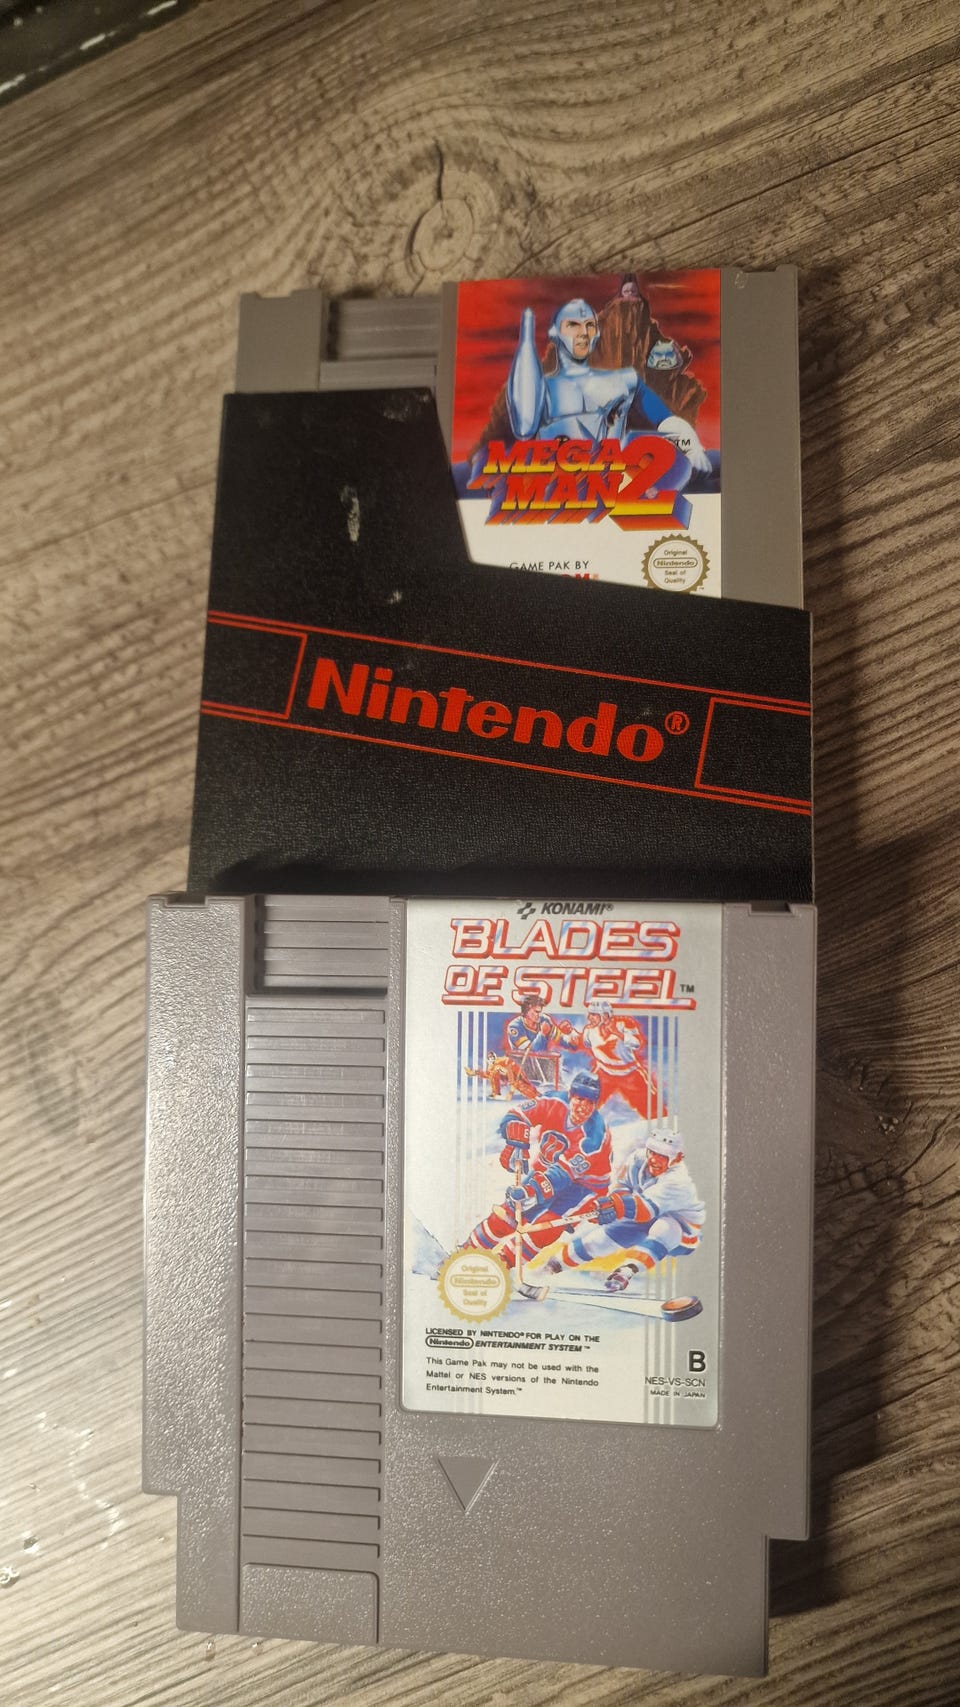 MEGA
MAN 2 ™
GAME PAK BY
Original
Nintendo
Seal of
Quality
Nintendo®
KONAMI®
BLADES
OF STEEL™
Original
Nintendo
Seal of
Quality
LICENSED BY NINTENDO® FOR PLAY ON THE
Nintendo ENTERTAINMENT SYSTEM™
This Game Pak may not be used with the
Mattel or NES versions of the Nintendo
Entertainment System.™
B
NES-VS-SCN
MADE IN JAPAN